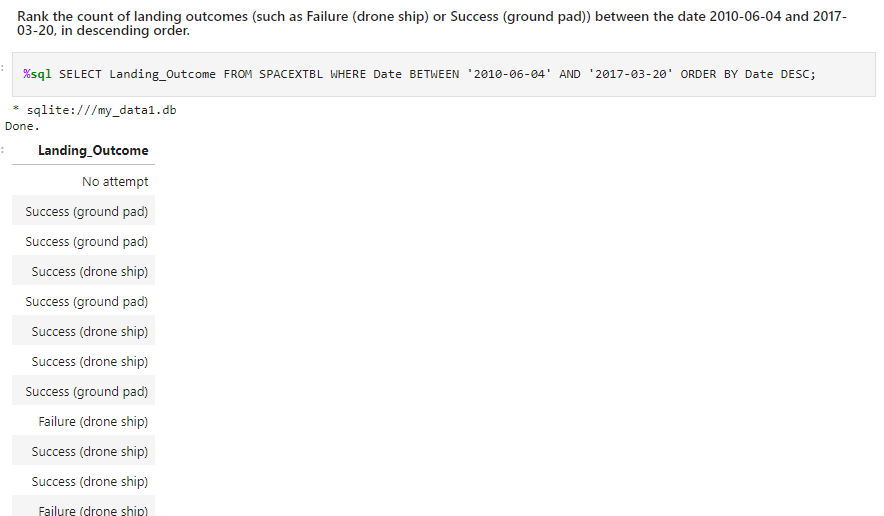 Rank the count of landing outcomes (such as Failure (drone ship) or Success (ground pad)) between the date 2010-06-04 and 2017-
03-20, in descending order.
%sql SELECT Landing_Outcome FROM SPACEXTBL WHERE Date BETWEEN '2010-06-04' AND '2017-03-20' ORDER BY Date DESC;
* sqlite:///my_data1.db
Done.
Landing_Outcome
No attempt
Success (ground pad)
Success (ground pad)
Success (drone ship)
Success (ground pad)
Success (drone ship)
Success (drone ship)
Success (ground pad)
Failure (drone ship)
Success (drone ship)
Success (drone ship)
Failure (drone ship)